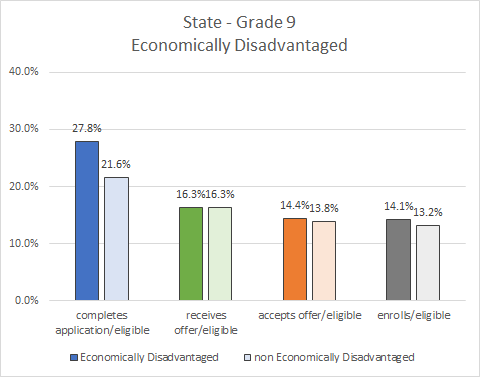 State - Grade 9
Economically Disadvantaged
40.0%
30.0%
20.0%
10.0%
0.0%
27.8%
21.6%
16.3% 16.3%
14.4% 13.8%
14.1% 13.2%
completes application/eligible
receives offer/eligible
accepts offer/eligible
enrolls/eligible
Economically Disadvantaged
non Economically Disadvantaged